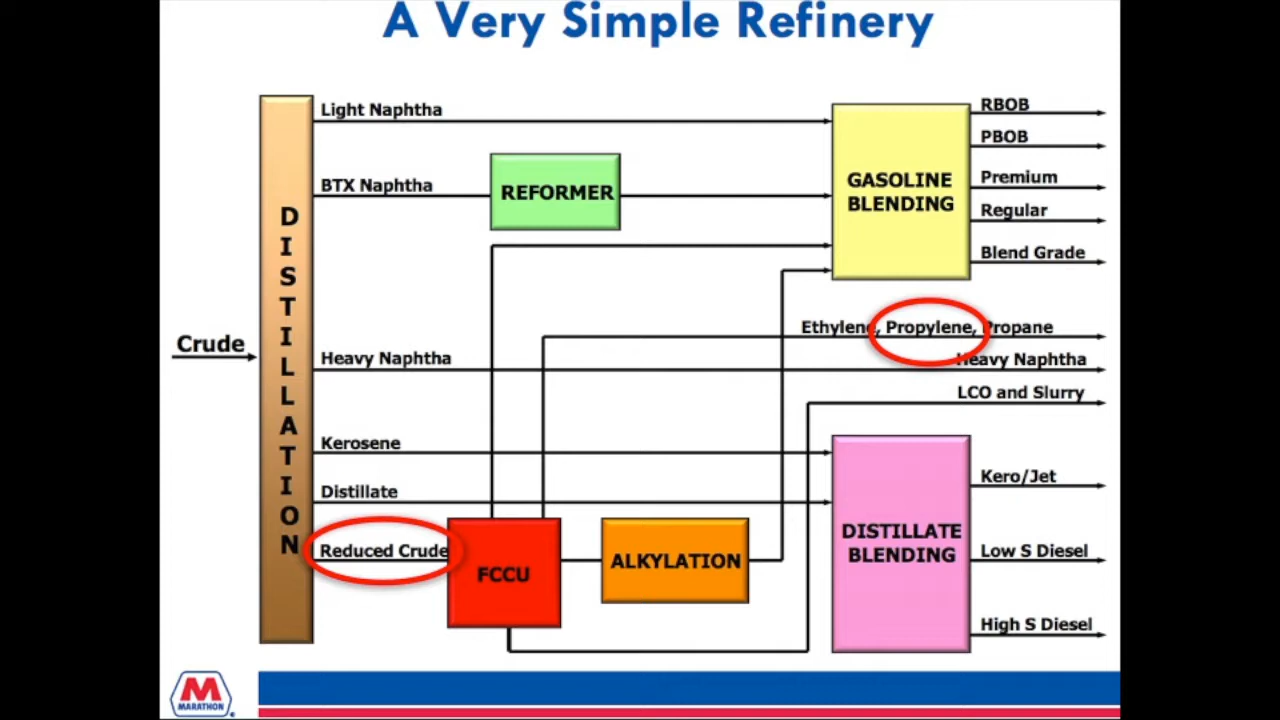 A Very Simple Refinery
Light Naphtha
RBOB
PBOB
BTX Naphtha
REFORMER
GASOLINE
BLENDING
Premium
Regular
Blend Grade
DISTILLATION
Crude
Ethylene, Propylene, Propane
Heavy Naphtha
Heavy Naphtha
LCO and Slurry
Kerosene
Kero/Jet
Distillate
DISTILLATE
BLENDING
Reduced Crude
FCCU
ALKYLATION
Low S Diesel
High S Diesel
M
MARATHON